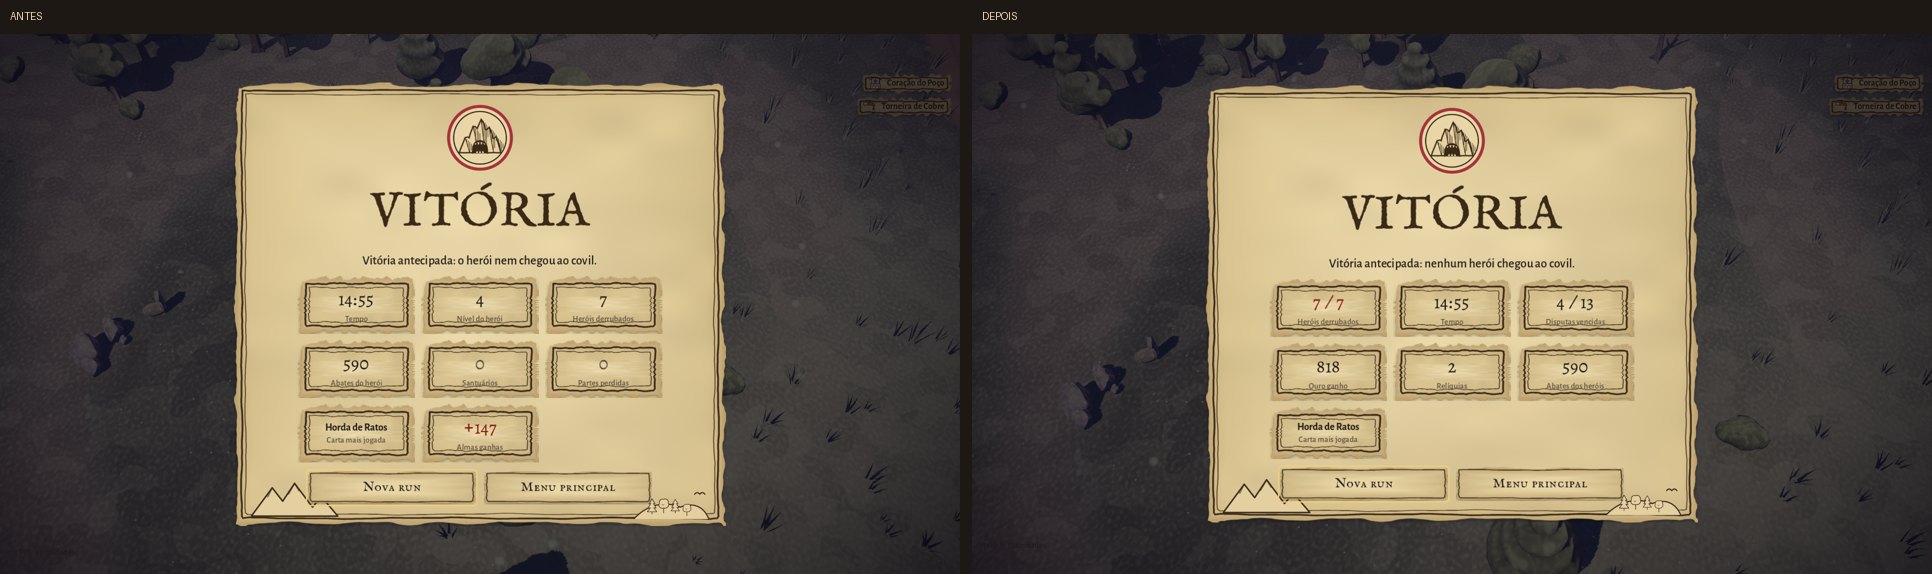 ANTES
Coração do Poço
Torneira de Cobre
VITÓRIA
Vitória antecipada: o herói nem chegou ao covil.
14:55
Tempo
4
Nível do herói
7
Heróis derrubados
590
Abates do herói
0
Santuários
0
Partes perdidas
Horda de Ratos
Carta mais jogada
+147
Almas ganhas
Nova run
Menu principal
DEPOIS
Coração do Poço
Torneira de Cobre
VITÓRIA
Vitória antecipada: nenhum herói chegou ao covil.
7 / 7
Heróis derrubados
14:55
Tempo
4 / 13
Disputas vencidas
818
Ouro ganho
2
Relíquias
590
Abates dos heróis
Horda de Ratos
Carta mais jogada
Nova run
Menu principal